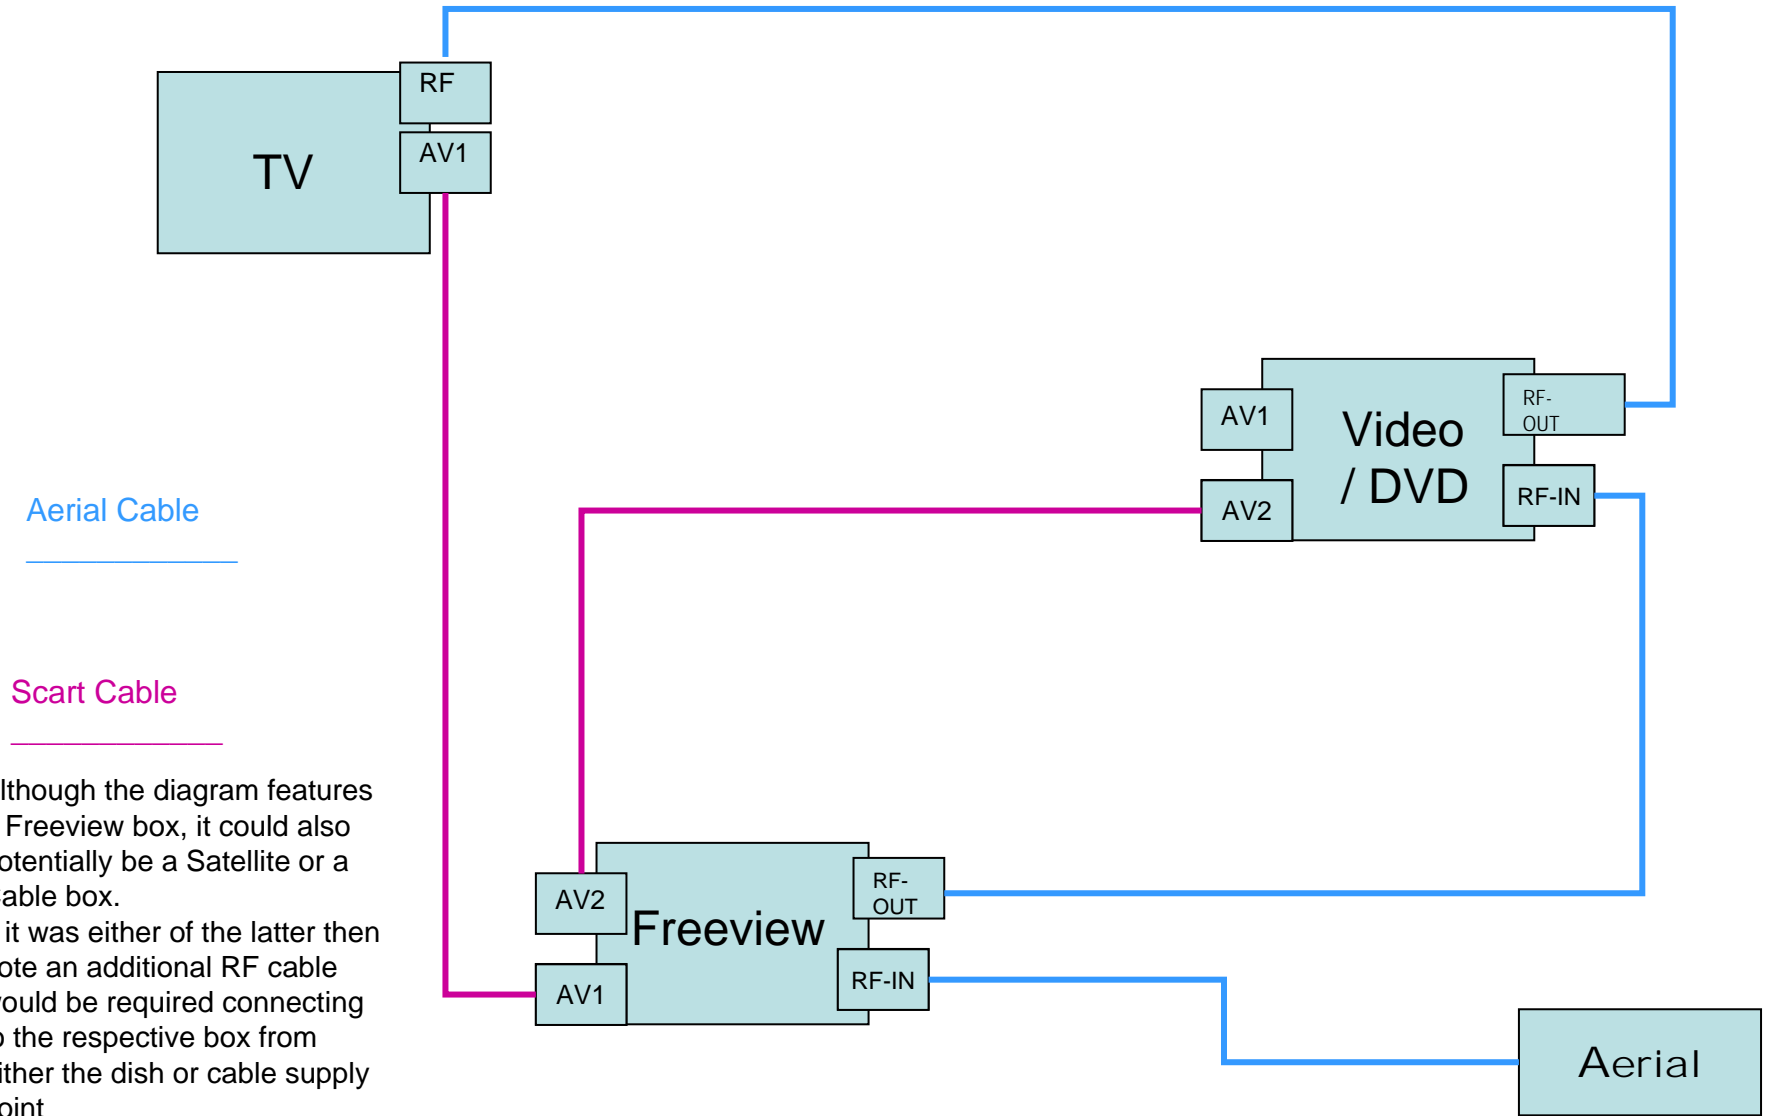 RF
TV
AV1
AV1
Video
/ DVD
RF-
OUT
AV2
RF-IN
Aerial Cable
Scart Cable
lthough the diagram features
Freeview box, it could also
otentially be a Satellite or a
able box.
it was either of the latter then
ote an additional RF cable
ould be required connecting
o the respective box from
ither the dish or cable supply
oint
AV2
Freeview
RF-
OUT
AV1
RF-IN
Aerial